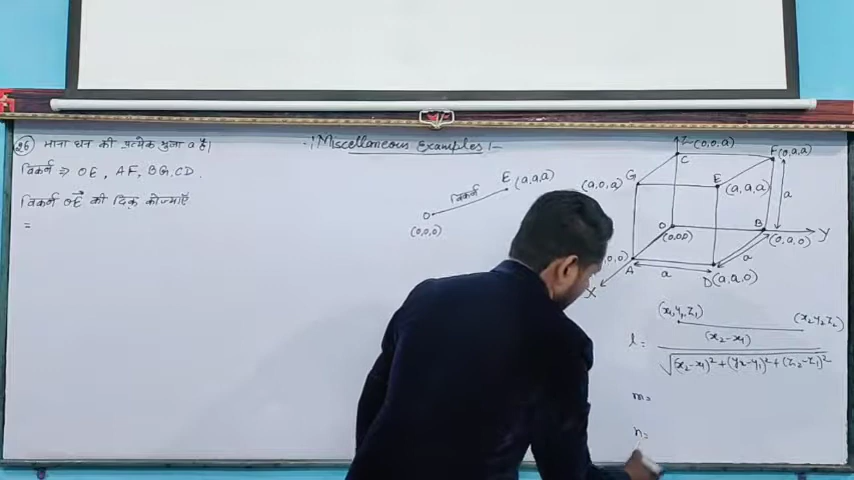 -: Miscellaneous Examples :-
26 माना घन की प्रत्येक भुजा a है।
विकर्ण ⇒ OE, AF, BG, CD.
विकर्ण OE की दिक् कोज्याएँ
=
विकर्ण
O
(0,0,0)
E (a,a,a)
Z (0,0,a)
C
F (0,a,a)
(a,0,a) G
E
(a,a,a)
a
O
(0,0,0)
B
(0,a,0)
Y
A
a
a
D (a,a,0)
X
(x₁,y₁,z₁)
(x₂ y₂ z₂)
l = (x₂-x₁) / √(x₂-x₁)²+(y₂-y₁)²+(z₂-z₁)²
m =
n =